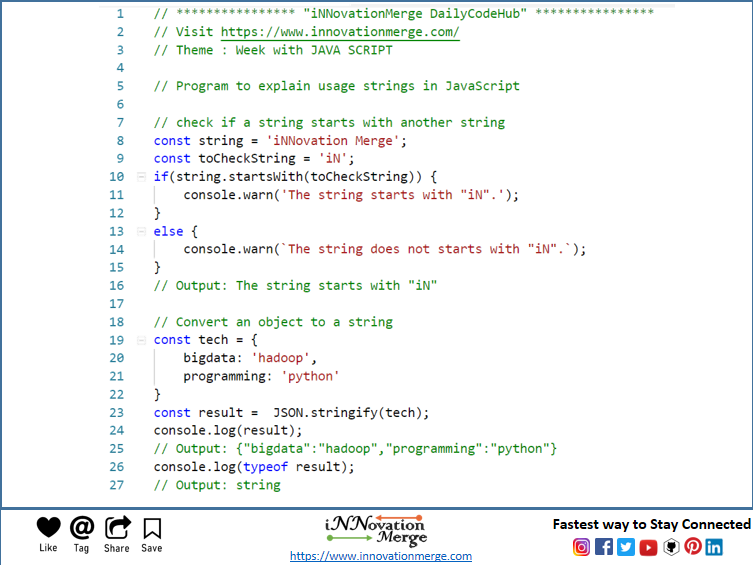 1 // **************** "iNNovationMerge DailyCodeHub" ****************
2 // Visit https://www.innovationmerge.com/
3 // Theme : Week with JAVA SCRIPT
4
5 // Program to explain usage strings in JavaScript
6
7 // check if a string starts with another string
8 const string = 'iNNovation Merge';
9 const toCheckString = 'iN';
10 if(string.startsWith(toCheckString)) {
11     console.warn('The string starts with "iN".');
12 }
13 else {
14     console.warn(`The string does not starts with "iN".`);
15 }
16 // Output: The string starts with "iN"
17
18 // Convert an object to a string
19 const tech = {
20     bigdata: 'hadoop',
21     programming: 'python'
22 }
23 const result =  JSON.stringify(tech);
24 console.log(result);
25 // Output: {"bigdata":"hadoop","programming":"python"}
26 console.log(typeof result);
27 // Output: string
Like Tag Share Save
iNNovation
Merge
https://www.innovationmerge.com
Fastest way to Stay Connected